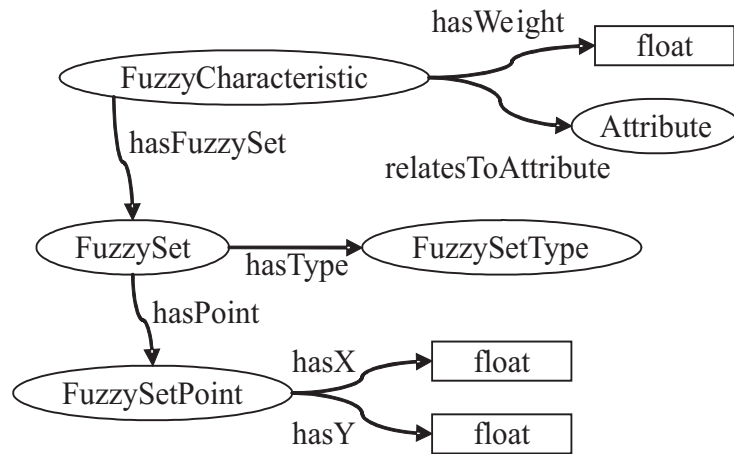 hasWeight
float
FuzzyCharacteristic
Attribute
hasFuzzySet
relatesToAttribute
FuzzySet
hasType
FuzzySetType
hasPoint
hasX
float
FuzzySetPoint
hasY
float